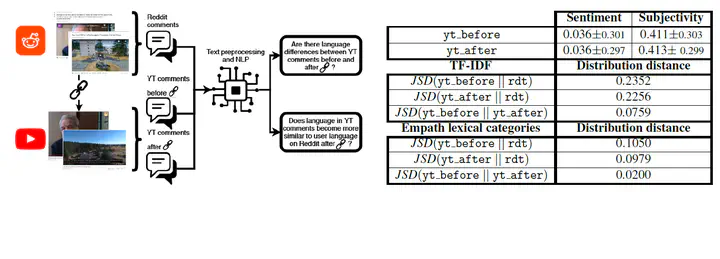 Reddit
comments
YT comments
before
YT comments
after
Text preprocessing
and NLP
Are there language
differences between YT
comments before and
after ?
Does language in YT
comments become more
similar to user language
on Reddit after ?
Sentiment Subjectivity
yt_before 0.036±0.301 0.411±0.303
yt_after 0.036±0.297 0.413± 0.299
TF-IDF Distribution distance
JSD(yt_before || rdt) 0.2352
JSD(yt_after || rdt) 0.2256
JSD(yt_before || yt_after) 0.0759
Empath lexical categories Distribution distance
JSD(yt_before || rdt) 0.1050
JSD(yt_after || rdt) 0.0979
JSD(yt_before || yt_after) 0.0200